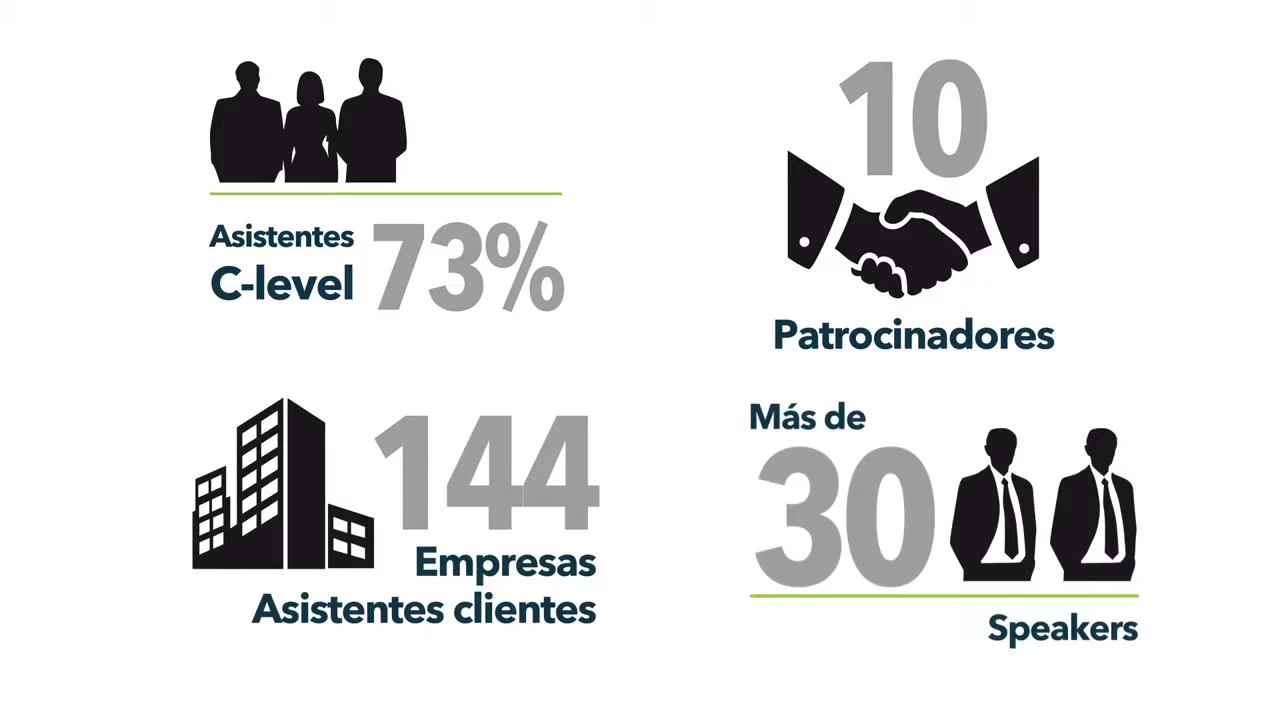 Asistentes
C-level
73%
10
Patrocinadores
144
Empresas
Asistentes clientes
Más de
30
Speakers